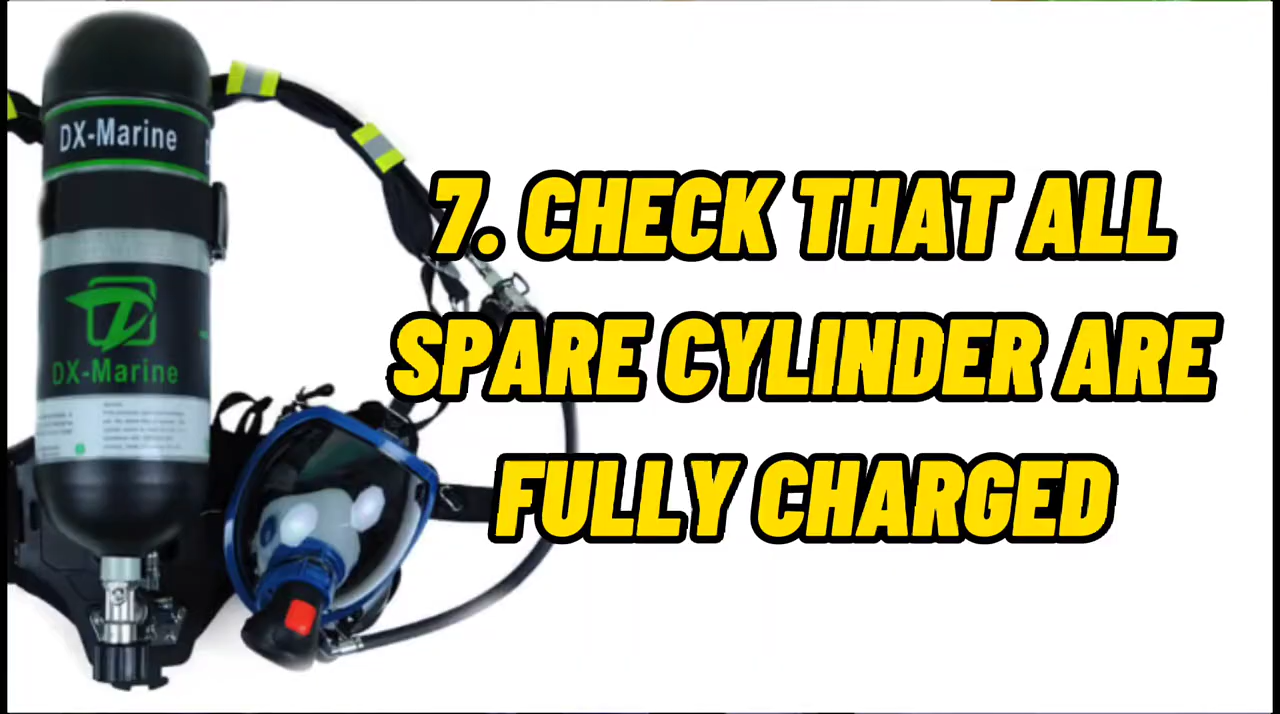 DX-Marine
7. CHECK THAT ALL
SPARE CYLINDER ARE
FULLY CHARGED
DX-Marine